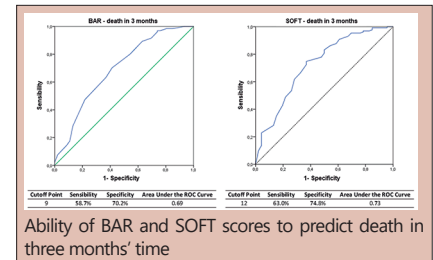 BAR - death in 3 months
1,0
0,8
0,6
0,4
0,2
0,0
Sensibility
0,0 0,2 0,4 0,6 0,8 1,0
1- Specificity
Cutoff Point Sensibility Specificity Area Under the ROC Curve
9 58.7% 70.2% 0.69
SOFT - death in 3 months
1,0
0,8
0,6
0,4
0,2
0,0
Sensibility
0,0 0,2 0,4 0,6 0,8 1,0
1- Specificity
Cutoff Point Sensibility Specificity Area Under the ROC Curve
12 63.0% 74.8% 0.73
Ability of BAR and SOFT scores to predict death in
three months' time